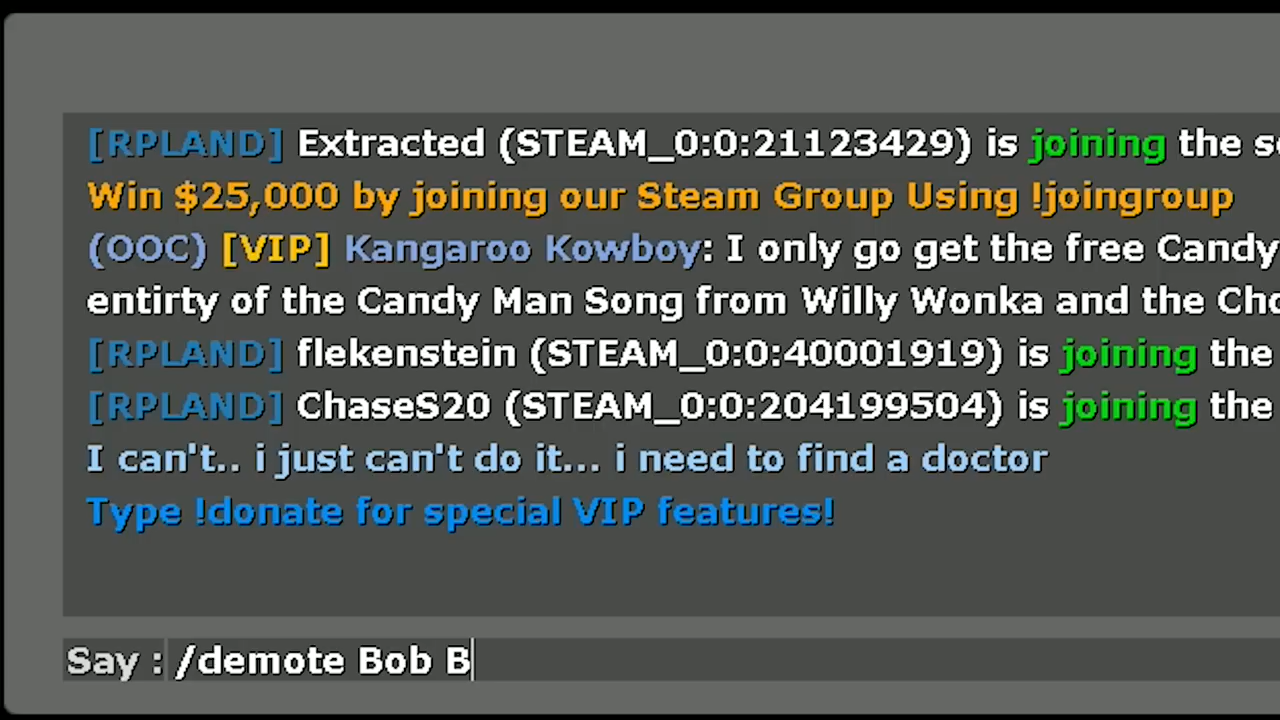 [RPLAND] Extracted (STEAM_0:0:21123429) is joining the
Win $25,000 by joining our Steam Group Using !joingroup
(OOC) [VIP] Kangaroo Kowboy: I only go get the free Candy
entirty of the Candy Man Song from Willy Wonka and the
[RPLAND] flekenstein (STEAM_0:0:40001919) is joining the
[RPLAND] ChaseS20 (STEAM_0:0:204199504) is joining the
I can't.. i just can't do it... i need to find a doctor
Type !donate for special VIP features!
Say : /demote Bob B